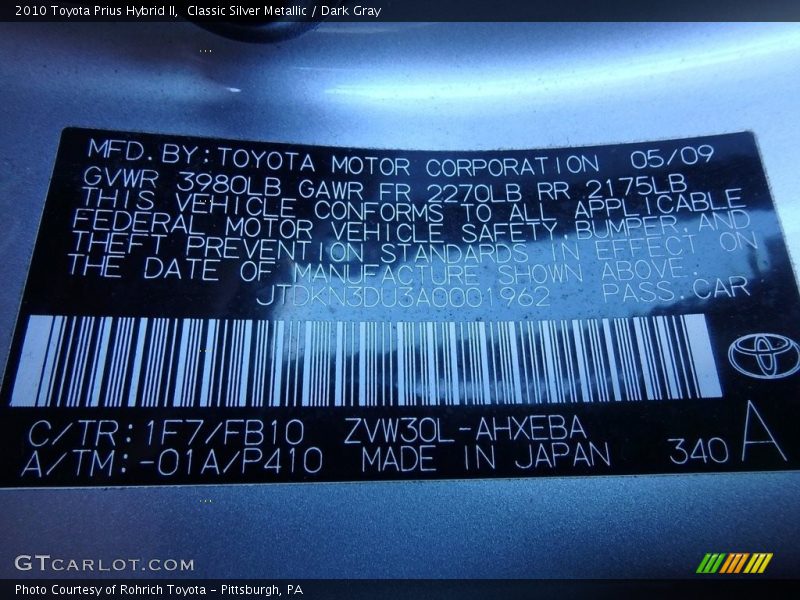 2010 Toyota Prius Hybrid II,  Classic Silver Metallic / Dark Gray
MFD. BY: TOYOTA MOTOR CORPORATION 05/09
GVWR 3980LB GAWR FR 2270LB RR 2175LB
THIS VEHICLE CONFORMS TO ALL APPLICABLE
FEDERAL MOTOR VEHICLE SAFETY, BUMPER, AND
THEFT PREVENTION STANDARDS IN EFFECT ON
THE DATE OF MANUFACTURE SHOWN ABOVE.
JTDKN3DU3A0001962 PASS. CAR
C/TR: 1F7/FB10 ZVW30L-AHXEBA
A/TM: -01A/P410 MADE IN JAPAN 340 A
GTCARLOT.COM
Photo Courtesy of Rohrich Toyota - Pittsburgh, PA